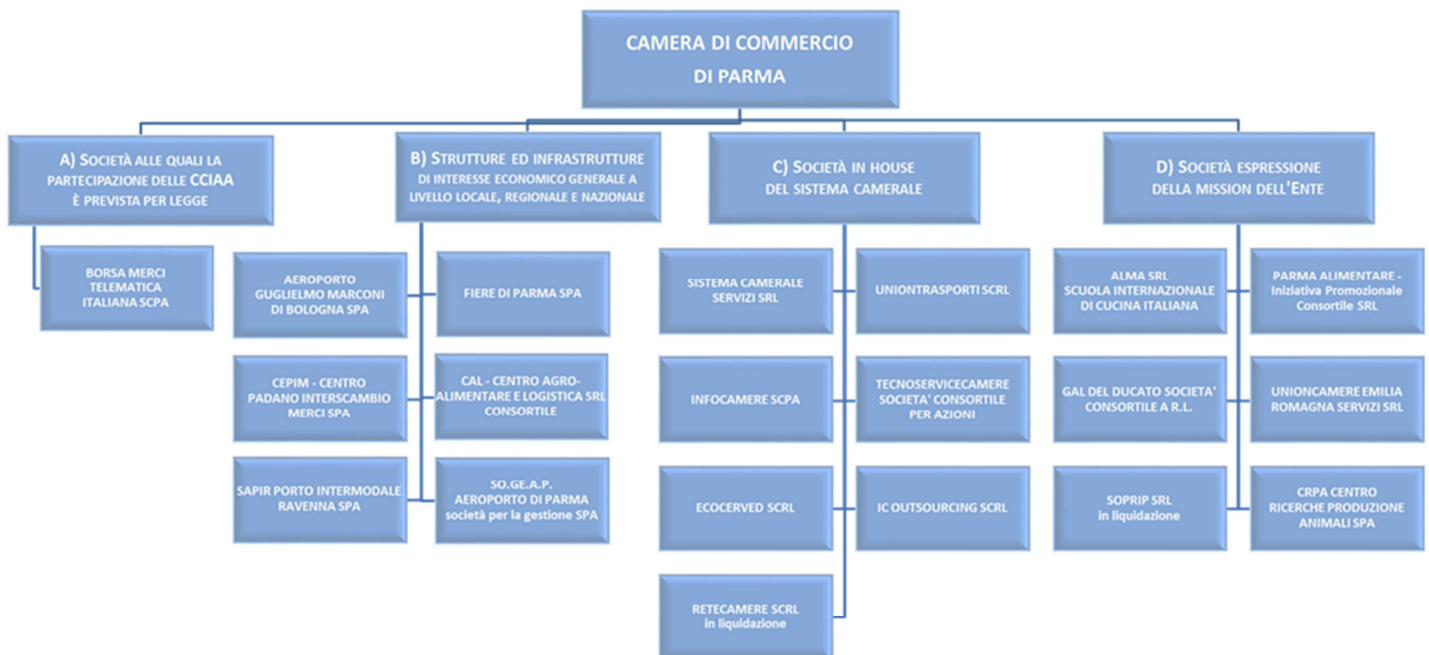 CAMERA DI COMMERCIO
DI PARMA
A) SOCIETÀ ALLE QUALI LA
PARTECIPAZIONE DELLE CCIAA
È PREVISTA PER LEGGE
BORSA MERCI
TELEMATICA
ITALIANA SCPA
B) STRUTTURE ED INFRASTRUTTURE
DI INTERESSE ECONOMICO GENERALE A
LIVELLO LOCALE, REGIONALE E NAZIONALE
AEROPORTO
GUGLIELMO MARCONI
DI BOLOGNA SPA
FIERE DI PARMA SPA
CEPIM - CENTRO
PADANO INTERSCAMBIO
MERCI SPA
CAL - CENTRO AGRO-
ALIMENTARE E LOGISTICA SRL
CONSORTILE
SAPIR PORTO INTERMODALE
RAVENNA SPA
SO.GE.A.P.
AEROPORTO DI PARMA
società per la gestione SPA
C) SOCIETÀ IN HOUSE
DEL SISTEMA CAMERALE
SISTEMA CAMERALE
SERVIZI SRL
UNIONTRASPORTI SCRL
INFOCAMERE SCPA
TECNOSERVICECAMERE
SOCIETA' CONSORTILE
PER AZIONI
ECOCERVED SCRL
IC OUTSOURCING SCRL
RETECAMERE SCRL
in liquidazione
D) SOCIETÀ ESPRESSIONE
DELLA MISSION DELL'ENTE
ALMA SRL
SCUOLA INTERNAZIONALE
DI CUCINA ITALIANA
PARMA ALIMENTARE -
Iniziativa Promozionale
Consortile SRL
GAL DEL DUCATO SOCIETA'
CONSORTILE A R.L.
UNIONCAMERE EMILIA
ROMAGNA SERVIZI SRL
SOPRIP SRL
in liquidazione
CRPA CENTRO
RICERCHE PRODUZIONE
ANIMALI SPA